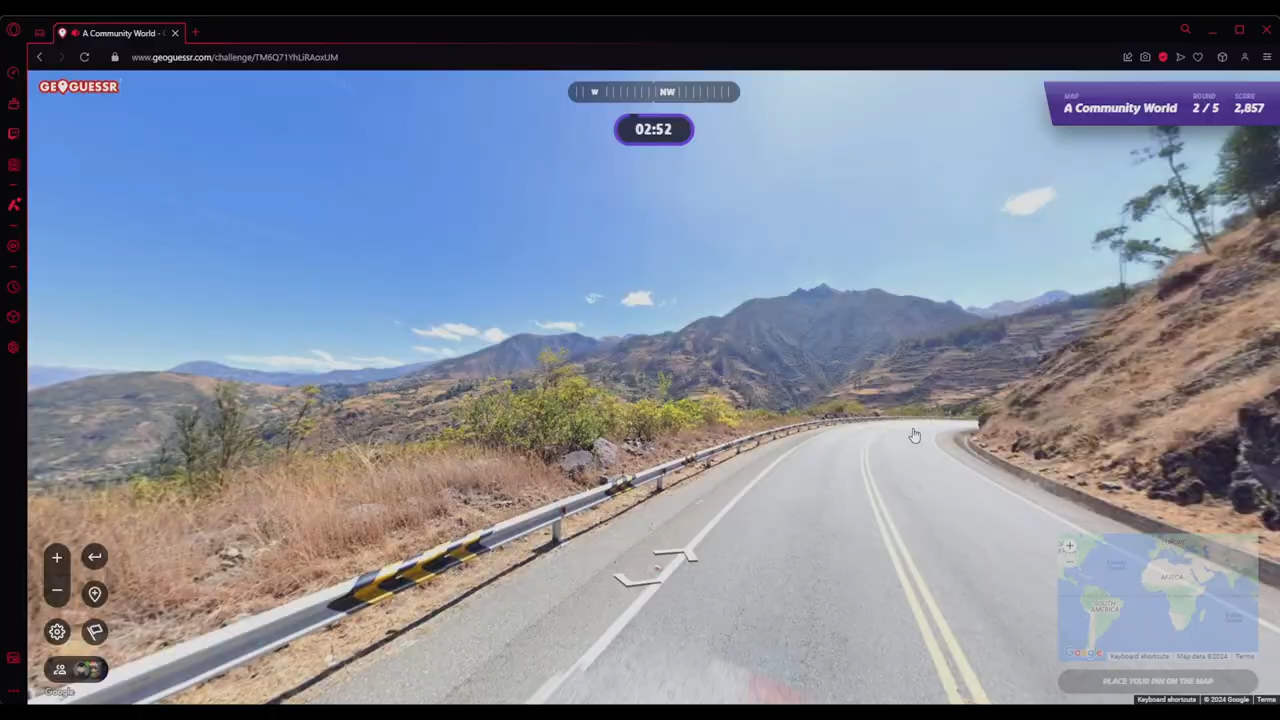 A Community World - G
www.geoguessr.com/challenge/TM6Q71YhLiRAoxUM
GEOGUESSR
W NW
02:52
MAP ROUND SCORE
A Community World 2 / 5 2,857
EUROPE
AFRICA
SOUTH
AMERICA
Google
Keyboard shortcuts Map data ©2024 Terms
PLACE YOUR PIN ON THE MAP
Google
Keyboard shortcuts © 2024 Google Terms